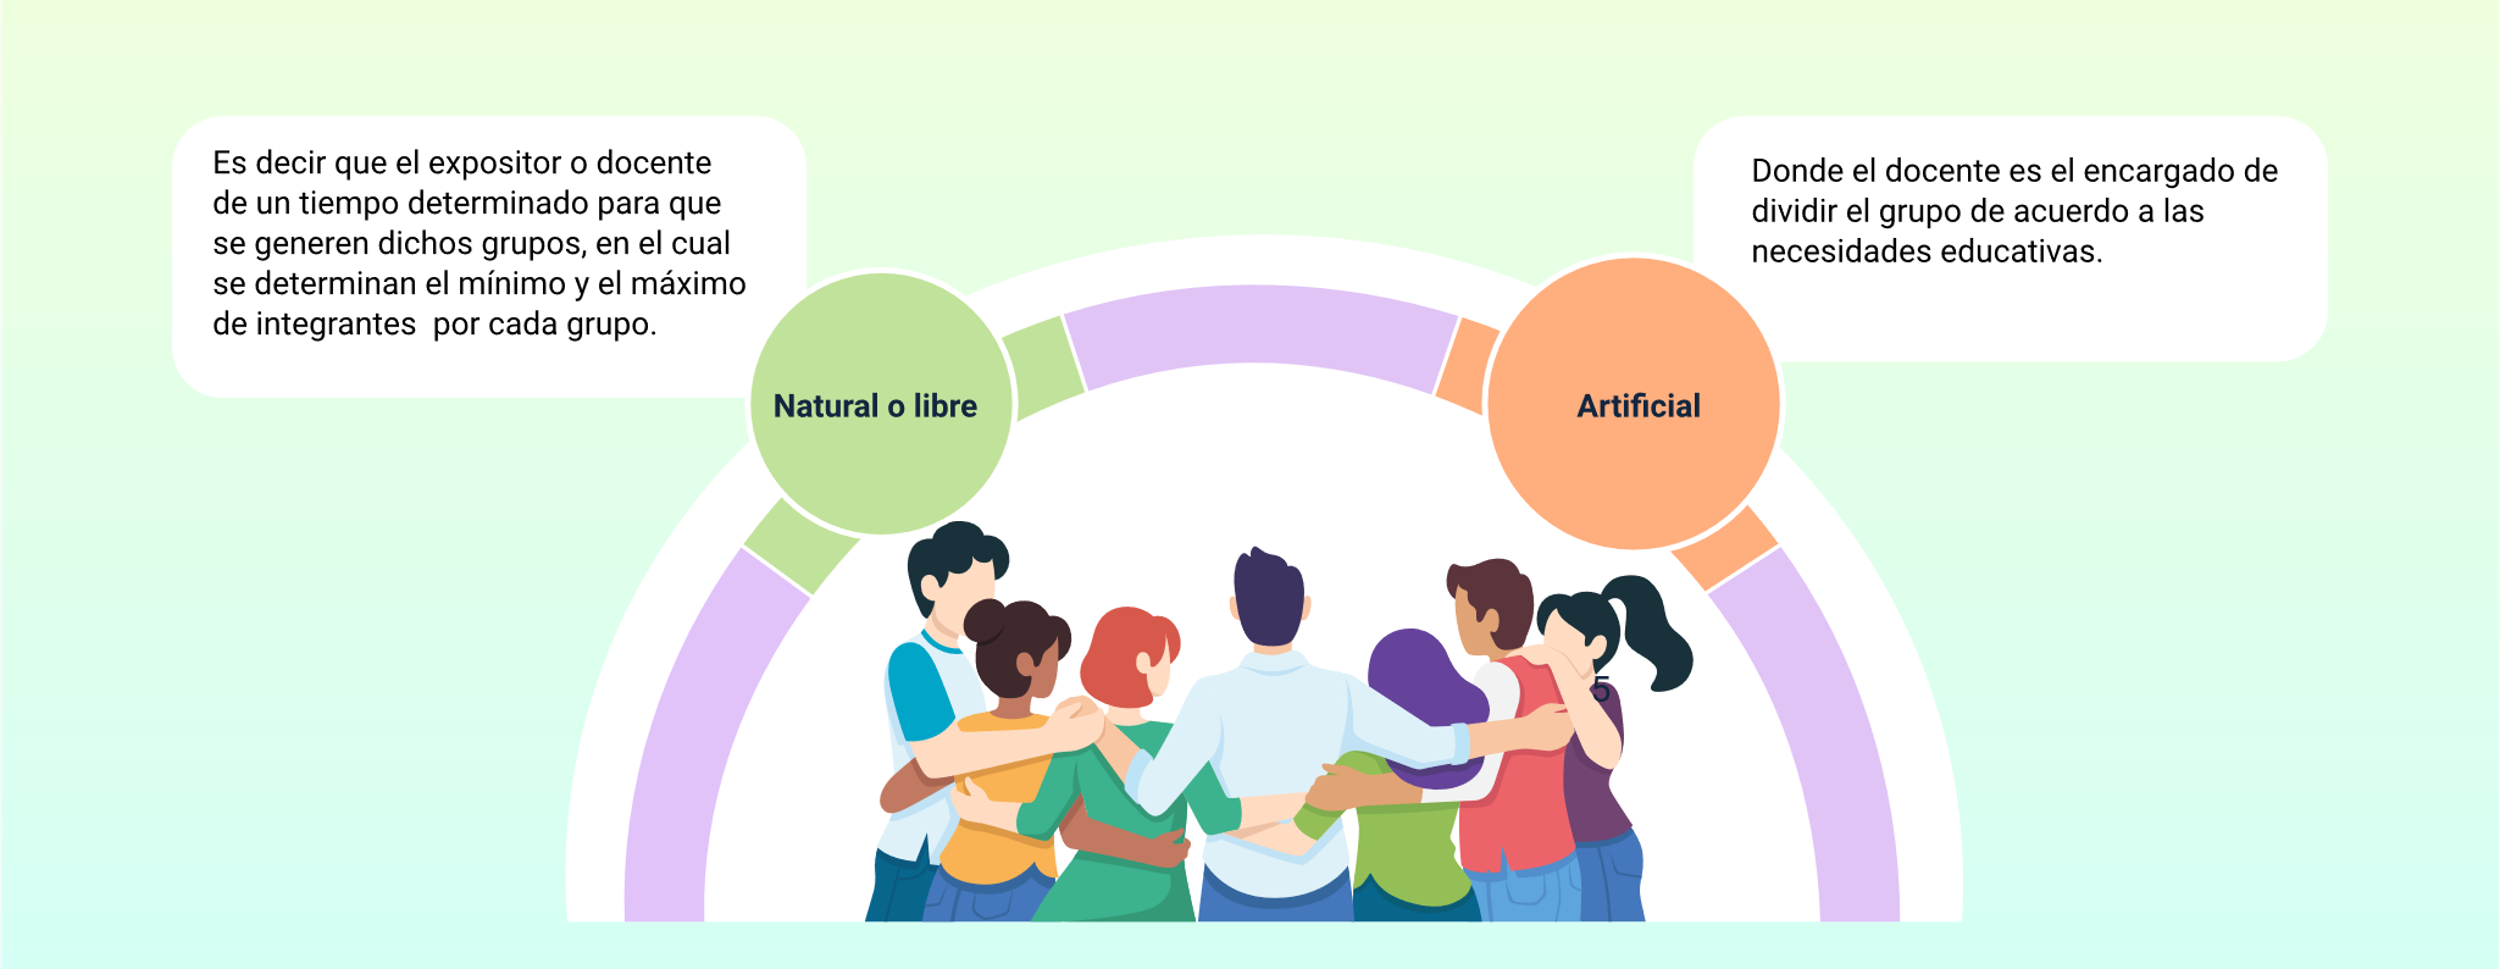 Es decir que el expositor o docente
de un tiempo determinado para que
se generen dichos grupos, en el cual
se determinan el mínimo y el máximo
de integrantes  por cada grupo.
Natural o libre
Donde el docente es el encargado de
dividir el grupo de acuerdo a las
necesidades educativas.
Artificial
5